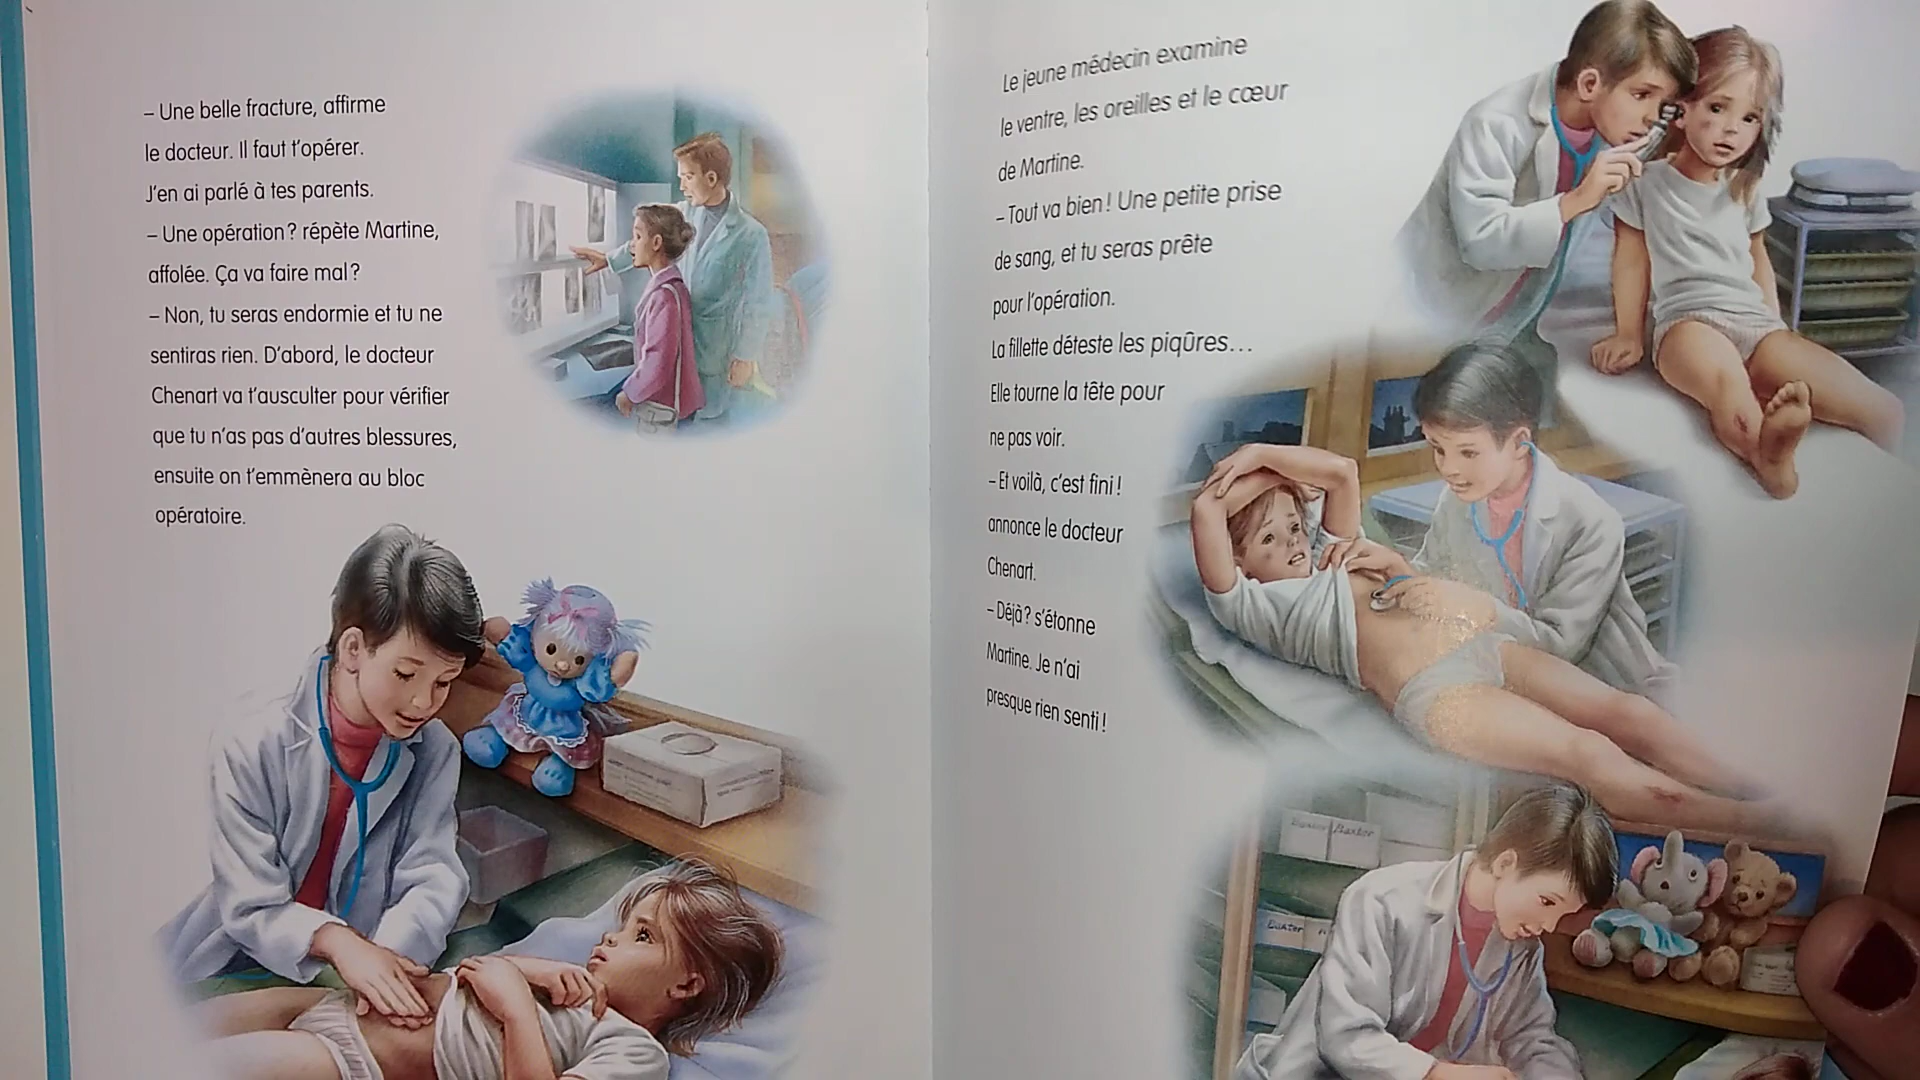 – Une belle fracture, affirme
le docteur. Il faut t'opérer.
J'en ai parlé à tes parents.
– Une opération ? répète Martine,
affolée. Ça va faire mal ?
– Non, tu seras endormie et tu ne
sentiras rien. D'abord, le docteur
Chenart va t'ausculter pour vérifier
que tu n'as pas d'autres blessures,
ensuite on t'emmènera au bloc
opératoire.
Le jeune médecin examine
le ventre, les oreilles et le cœur
de Martine.
– Tout va bien ! Une petite prise
de sang, et tu seras prête
pour l'opération.
La fillette déteste les piqûres…
Elle tourne la tête pour
ne pas voir.
– Et voilà, c'est fini !
annonce le docteur
Chenart.
– Déjà ? s'étonne
Martine. Je n'ai
presque rien senti !
Baxter